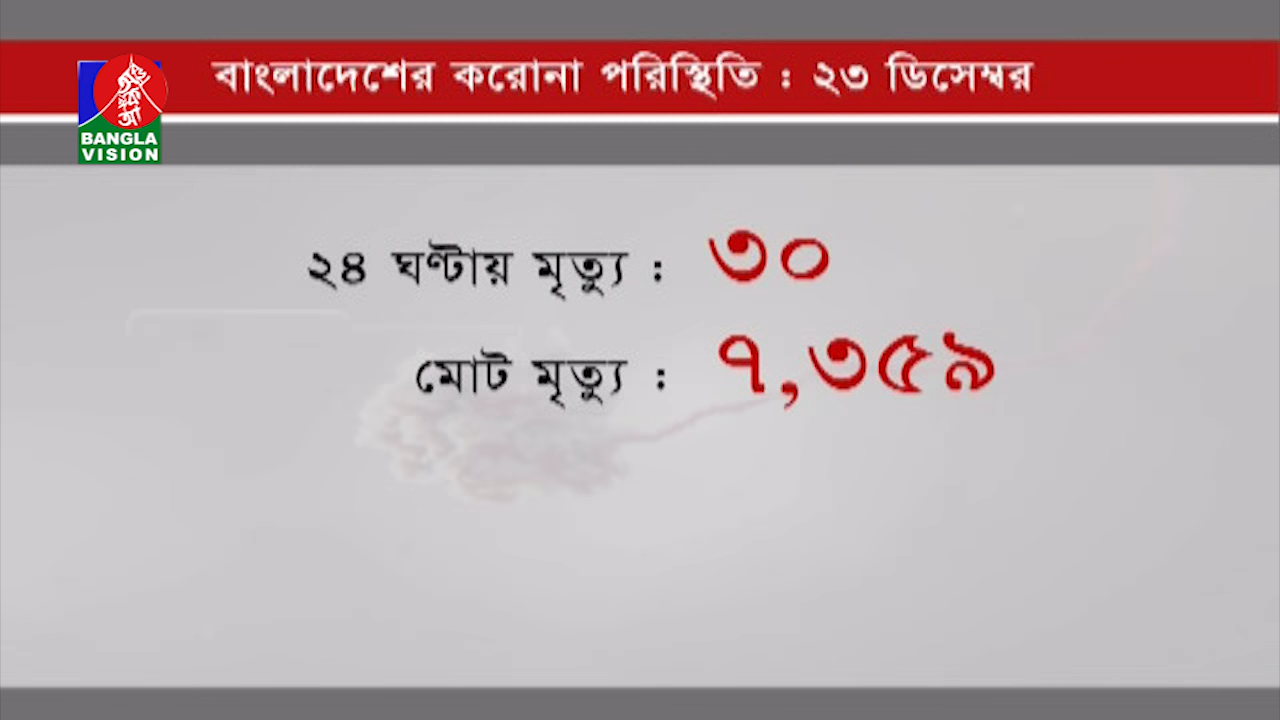 বাংলাদেশের করোনা পরিস্থিতি : ২৩ ডিসেম্বর
BANGLA
VISION
২৪ ঘণ্টায় মৃত্যু : ৩০
মোট মৃত্যু : ৭,৩৫৯